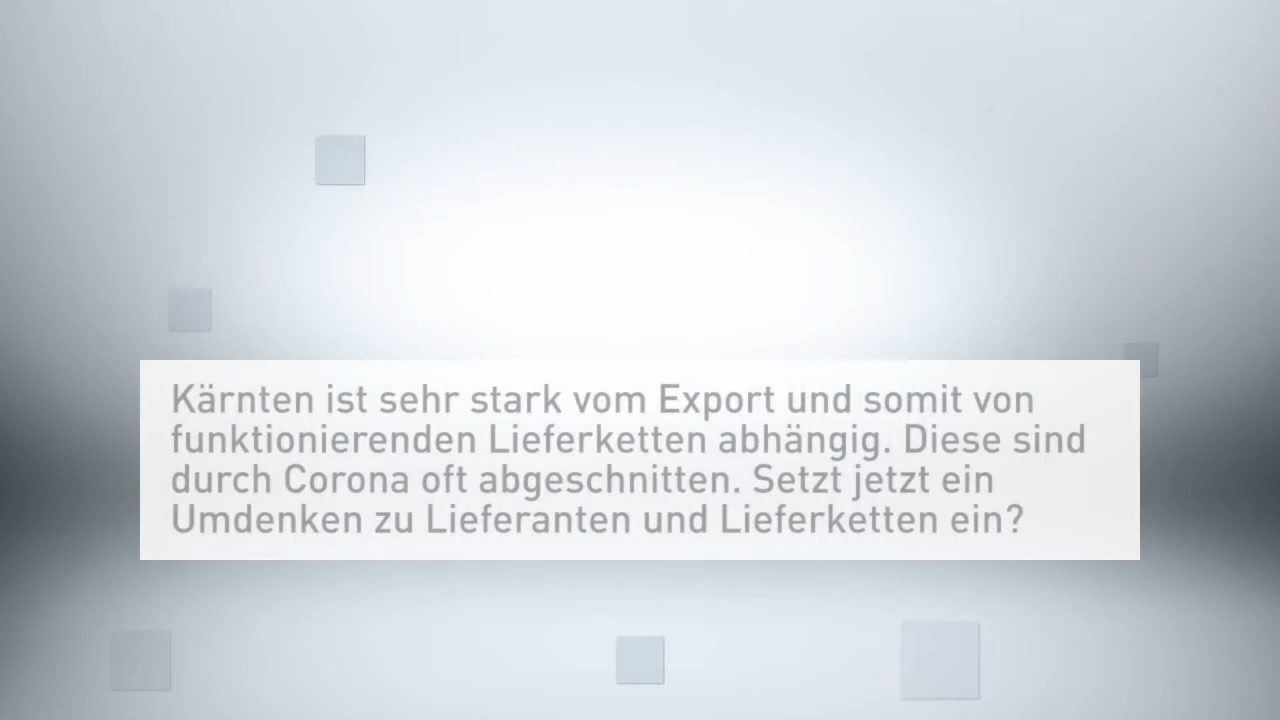 Kärnten ist sehr stark vom Export und somit von
funktionierenden Lieferketten abhängig. Diese sind
durch Corona oft abgeschnitten. Setzt jetzt ein
Umdenken zu Lieferanten und Lieferketten ein?